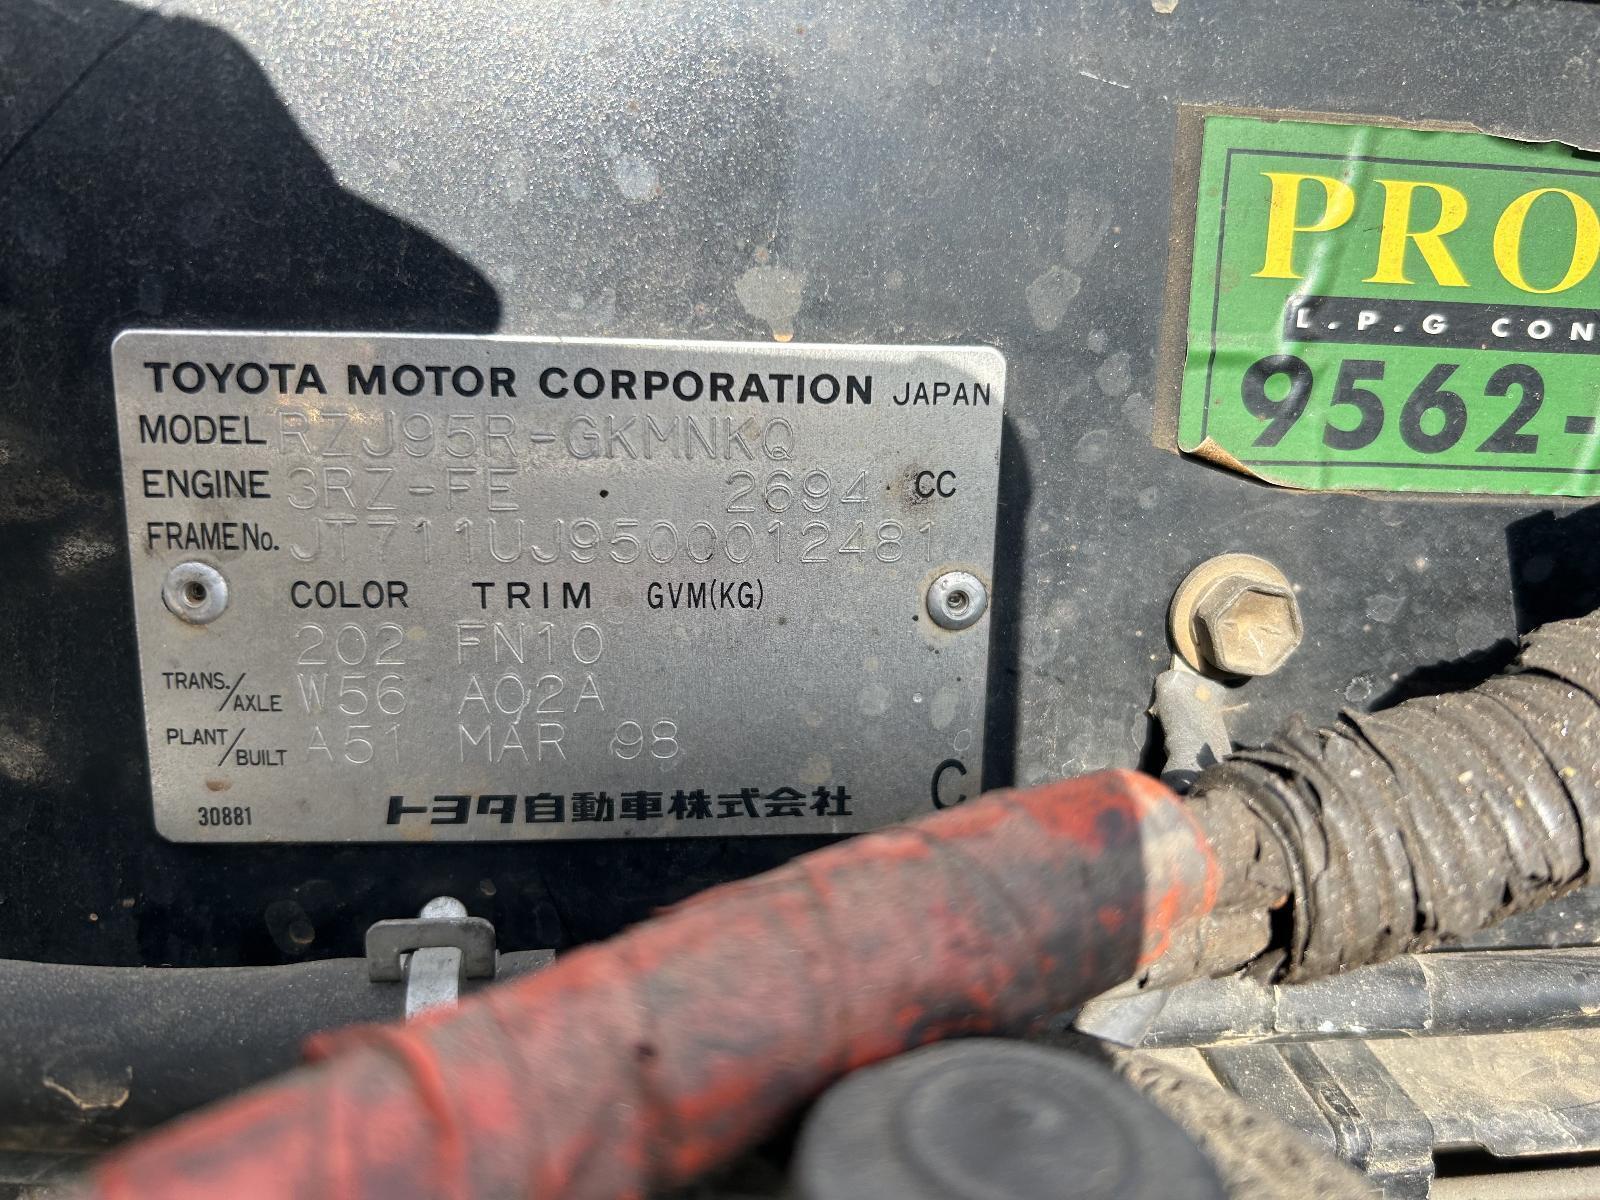 TOYOTA MOTOR CORPORATION JAPAN
MODEL RZJ95R-GKMNKQ
ENGINE 3RZ-FE 2694 CC
FRAME No. JT711UJ9500012481
COLOR TRIM GVM(KG)
202 FN10
TRANS./AXLE W56 A02A
PLANT/BUILT A51 MAR 98
C
30881 トヨタ自動車株式会社
PRO
L.P.G CON
9562-